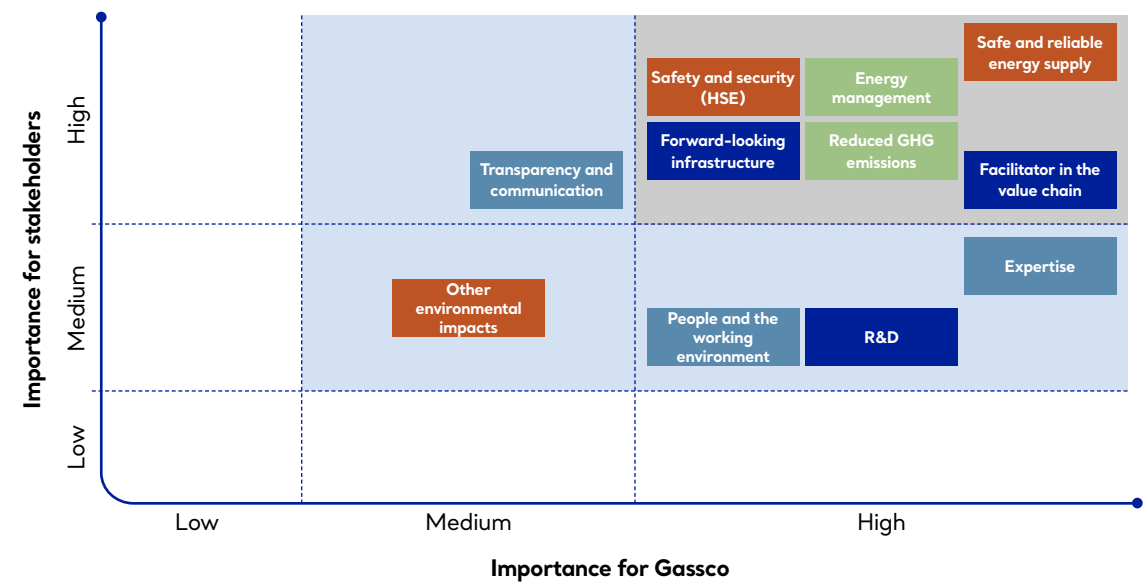 Importance for stakeholders
High
Medium
Low
Safe and reliable
energy supply
Safety and security
(HSE)
Energy
management
Forward-looking
infrastructure
Reduced GHG
emissions
Transparency and
communication
Facilitator in the
value chain
Expertise
Other
environmental
impacts
People and the
working
environment
R&D
Low
Medium
High
Importance for Gassco